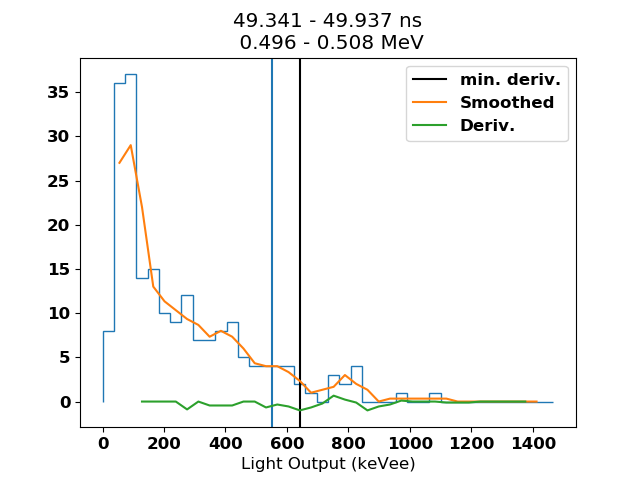 49.341 - 49.937 ns
0.496 - 0.508 MeV
min. deriv.
Smoothed
Deriv.
35
30
25
20
15
10
5
0
0 200 400 600 800 1000 1200 1400
Light Output (keVee)